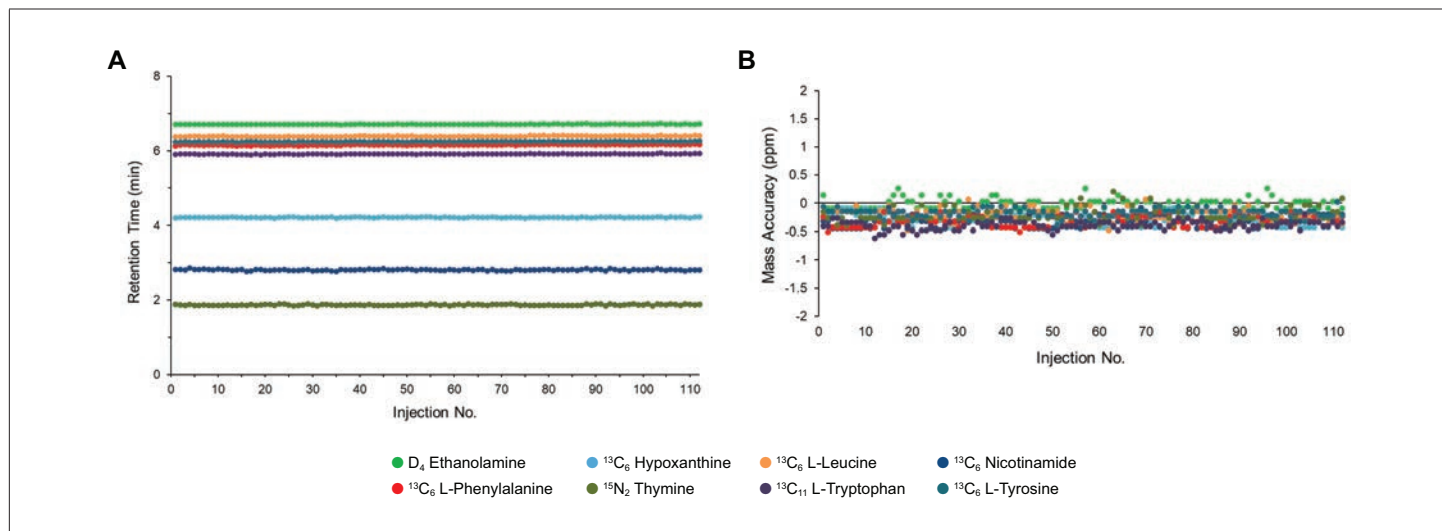 A
8
6
4
2
0
Retention Time (min)
0 10 20 30 40 50 60 70 80 90 100 110
Injection No.
B
2
1.5
1
0.5
0
-0.5
-1
-1.5
-2
Mass Accuracy (ppm)
0 10 20 30 40 50 60 70 80 90 100 110
Injection No.
D₄ Ethanolamine
¹³C₆ Hypoxanthine
¹³C₆ L-Leucine
¹³C₆ Nicotinamide
¹³C₆ L-Phenylalanine
¹⁵N₂ Thymine
¹³C₁₁ L-Tryptophan
¹³C₆ L-Tyrosine